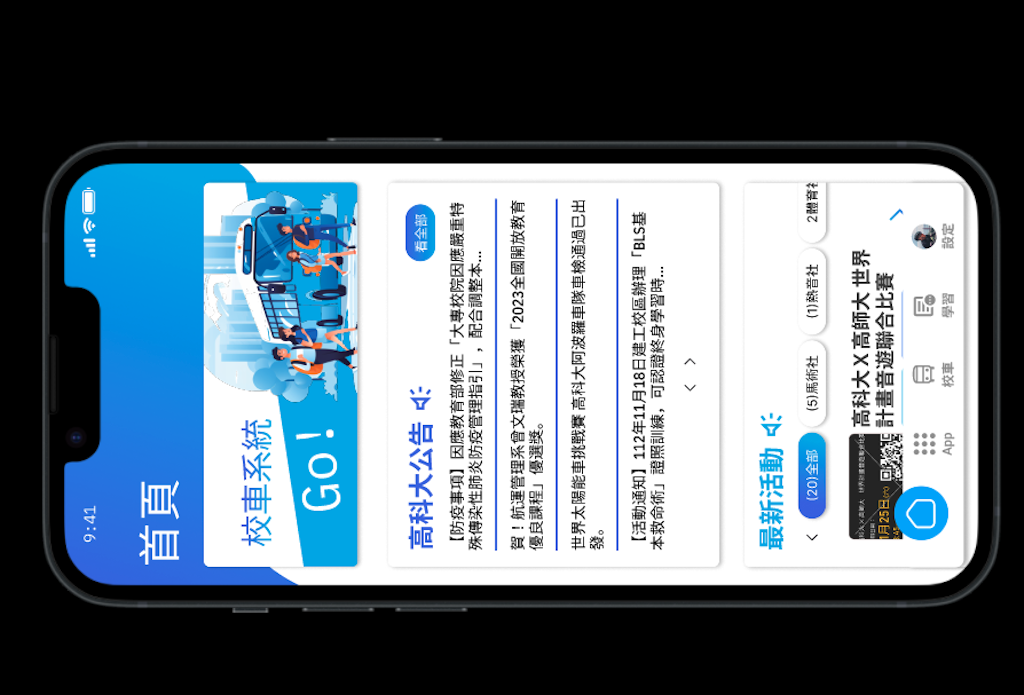 9:41
首頁
校車系統
Go!
高科大公告
看全部
【防疫事項】因應教育部修正「大專校院因應嚴重特
殊傳染性肺炎防疫管理指引」，配合調整本...
賀！航運管理系曾文瑞教授榮獲「2023全國開放教育
優良課程」優選獎。
世界太陽能車挑戰賽 高科大阿波羅車隊車檢通過已出
發。
【活動通知】112年11月18日建工校區辦理「BLS基
本救命術」證照訓練，可認證終身學習時...
最新活動
(20)全部
(5)馬術社
(1)熱音社
2體育社
高科大 X 高師大 世界
計畫音遊聯合比賽
1月25日
App
校車
學習
設定